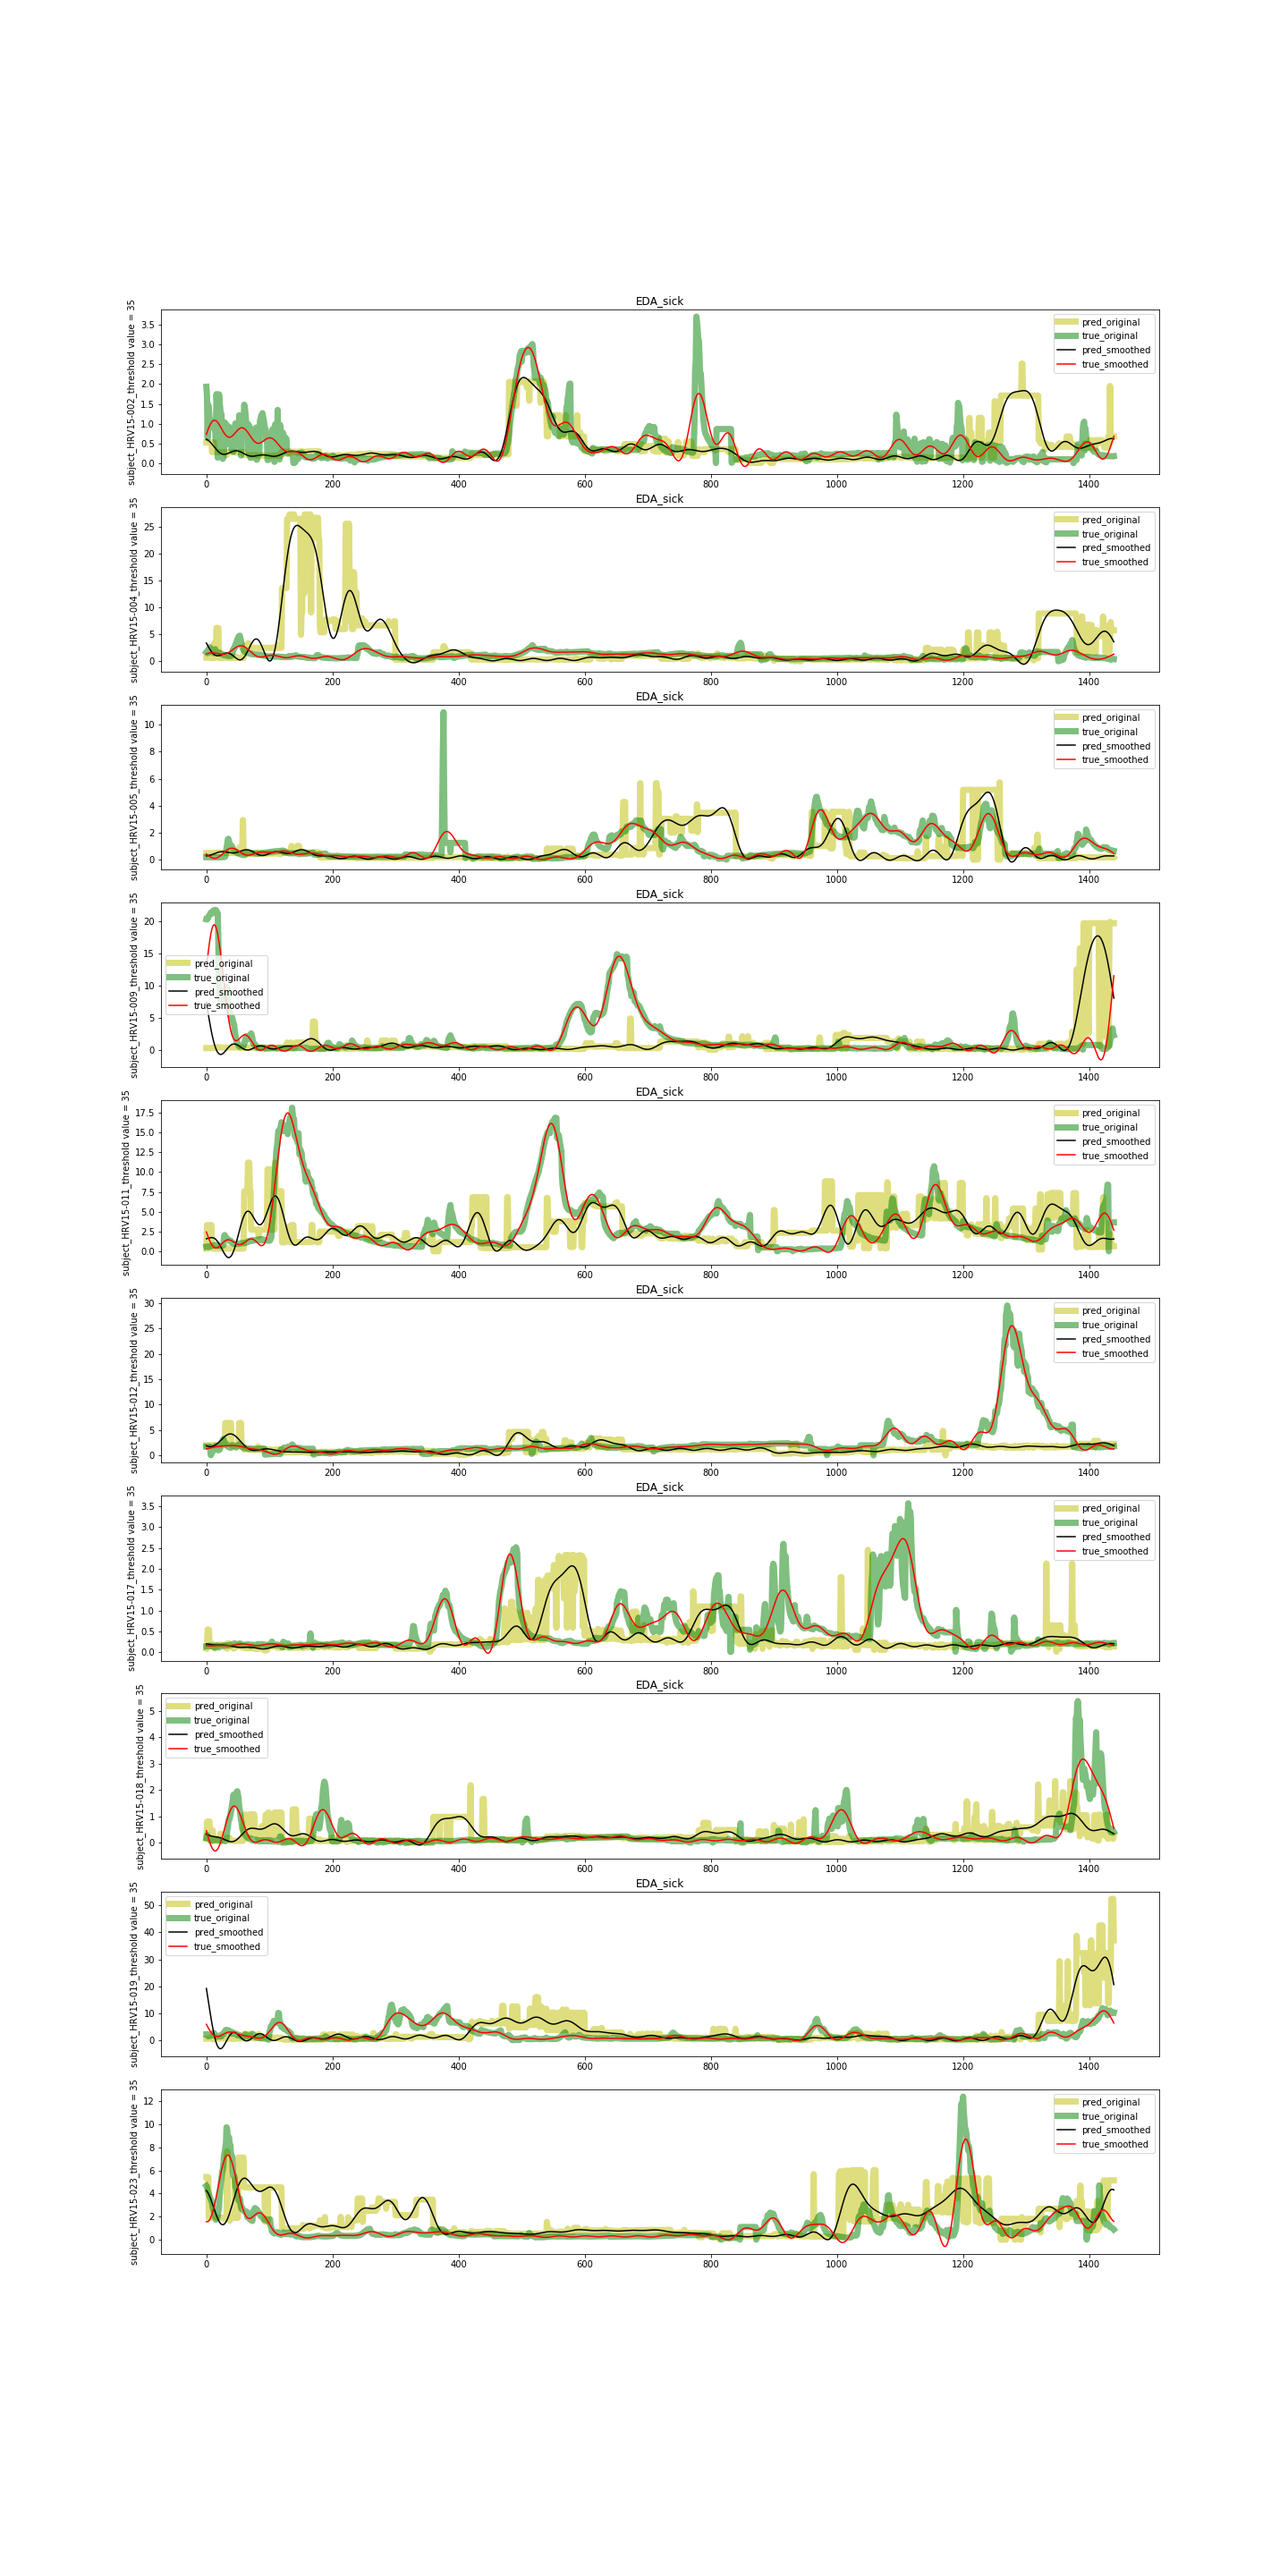 EDA_sick
subject_HRV15-002_threshold value = 35
3.5
3.0
2.5
2.0
1.5
1.0
0.5
0.0
pred_original
true_original
pred_smoothed
true_smoothed
0 200 400 600 800 1000 1200 1400
EDA_sick
subject_HRV15-004_threshold value = 35
25
20
15
10
5
0
pred_original
true_original
pred_smoothed
true_smoothed
0 200 400 600 800 1000 1200 1400
EDA_sick
subject_HRV15-005_threshold value = 35
10
8
6
4
2
0
pred_original
true_original
pred_smoothed
true_smoothed
0 200 400 600 800 1000 1200 1400
EDA_sick
subject_HRV15-009_threshold value = 35
20
15
10
5
0
pred_original
true_original
pred_smoothed
true_smoothed
0 200 400 600 800 1000 1200 1400
EDA_sick
subject_HRV15-011_threshold value = 35
17.5
15.0
12.5
10.0
7.5
5.0
2.5
0.0
pred_original
true_original
pred_smoothed
true_smoothed
0 200 400 600 800 1000 1200 1400
EDA_sick
subject_HRV15-012_threshold value = 35
30
25
20
15
10
5
0
pred_original
true_original
pred_smoothed
true_smoothed
0 200 400 600 800 1000 1200 1400
EDA_sick
subject_HRV15-017_threshold value = 35
3.5
3.0
2.5
2.0
1.5
1.0
0.5
0.0
pred_original
true_original
pred_smoothed
true_smoothed
0 200 400 600 800 1000 1200 1400
EDA_sick
subject_HRV15-018_threshold value = 35
5
4
3
2
1
0
pred_original
true_original
pred_smoothed
true_smoothed
0 200 400 600 800 1000 1200 1400
EDA_sick
subject_HRV15-019_threshold value = 35
50
40
30
20
10
0
pred_original
true_original
pred_smoothed
true_smoothed
0 200 400 600 800 1000 1200 1400
subject_HRV15-023_threshold value = 35
EDA_sick
12
10
8
6
4
2
0
pred_original
true_original
pred_smoothed
true_smoothed
0 200 400 600 800 1000 1200 1400